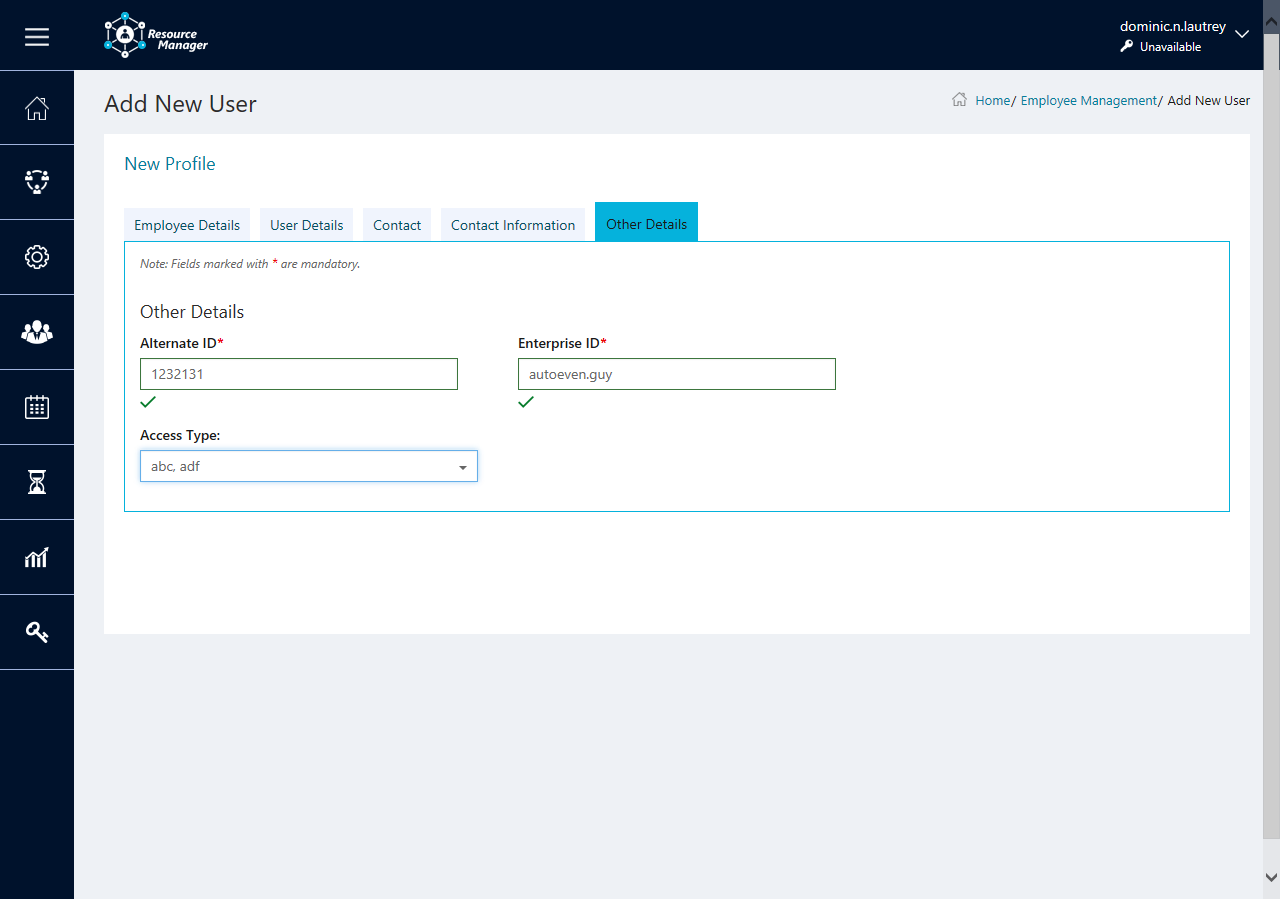 Resource
Manager
dominic.n.lautrey
Unavailable
Add New User
Home/ Employee Management/ Add New User
New Profile
Employee Details
User Details
Contact
Contact Information
Other Details
Note: Fields marked with * are mandatory.
Other Details
Alternate ID*
Enterprise ID*
1232131
autoeven.guy
Access Type:
abc, adf